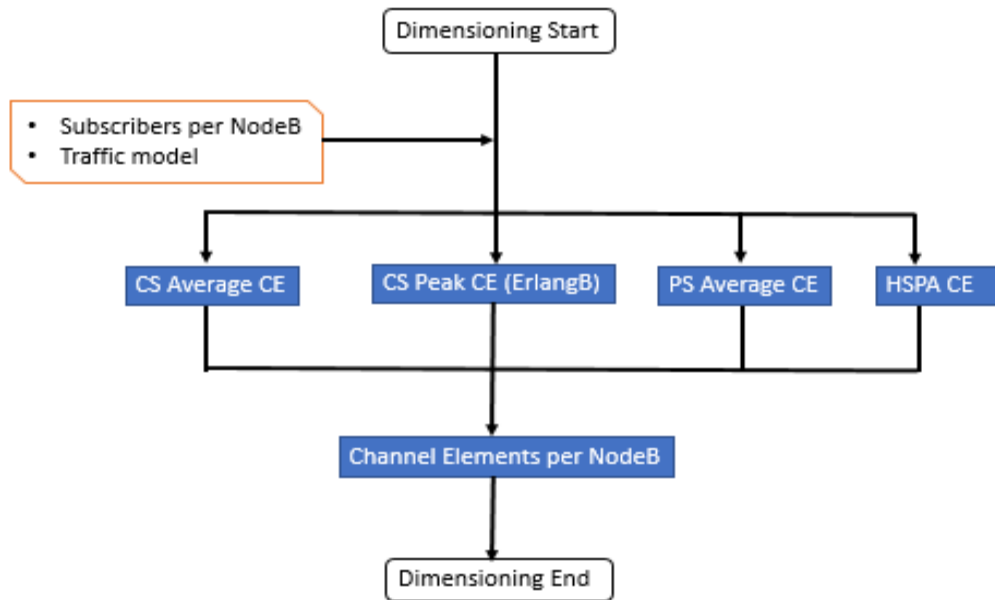 Dimensioning Start
• Subscribers per NodeB
• Traffic model
CS Average CE
CS Peak CE (ErlangB)
PS Average CE
HSPA CE
Channel Elements per NodeB
Dimensioning End